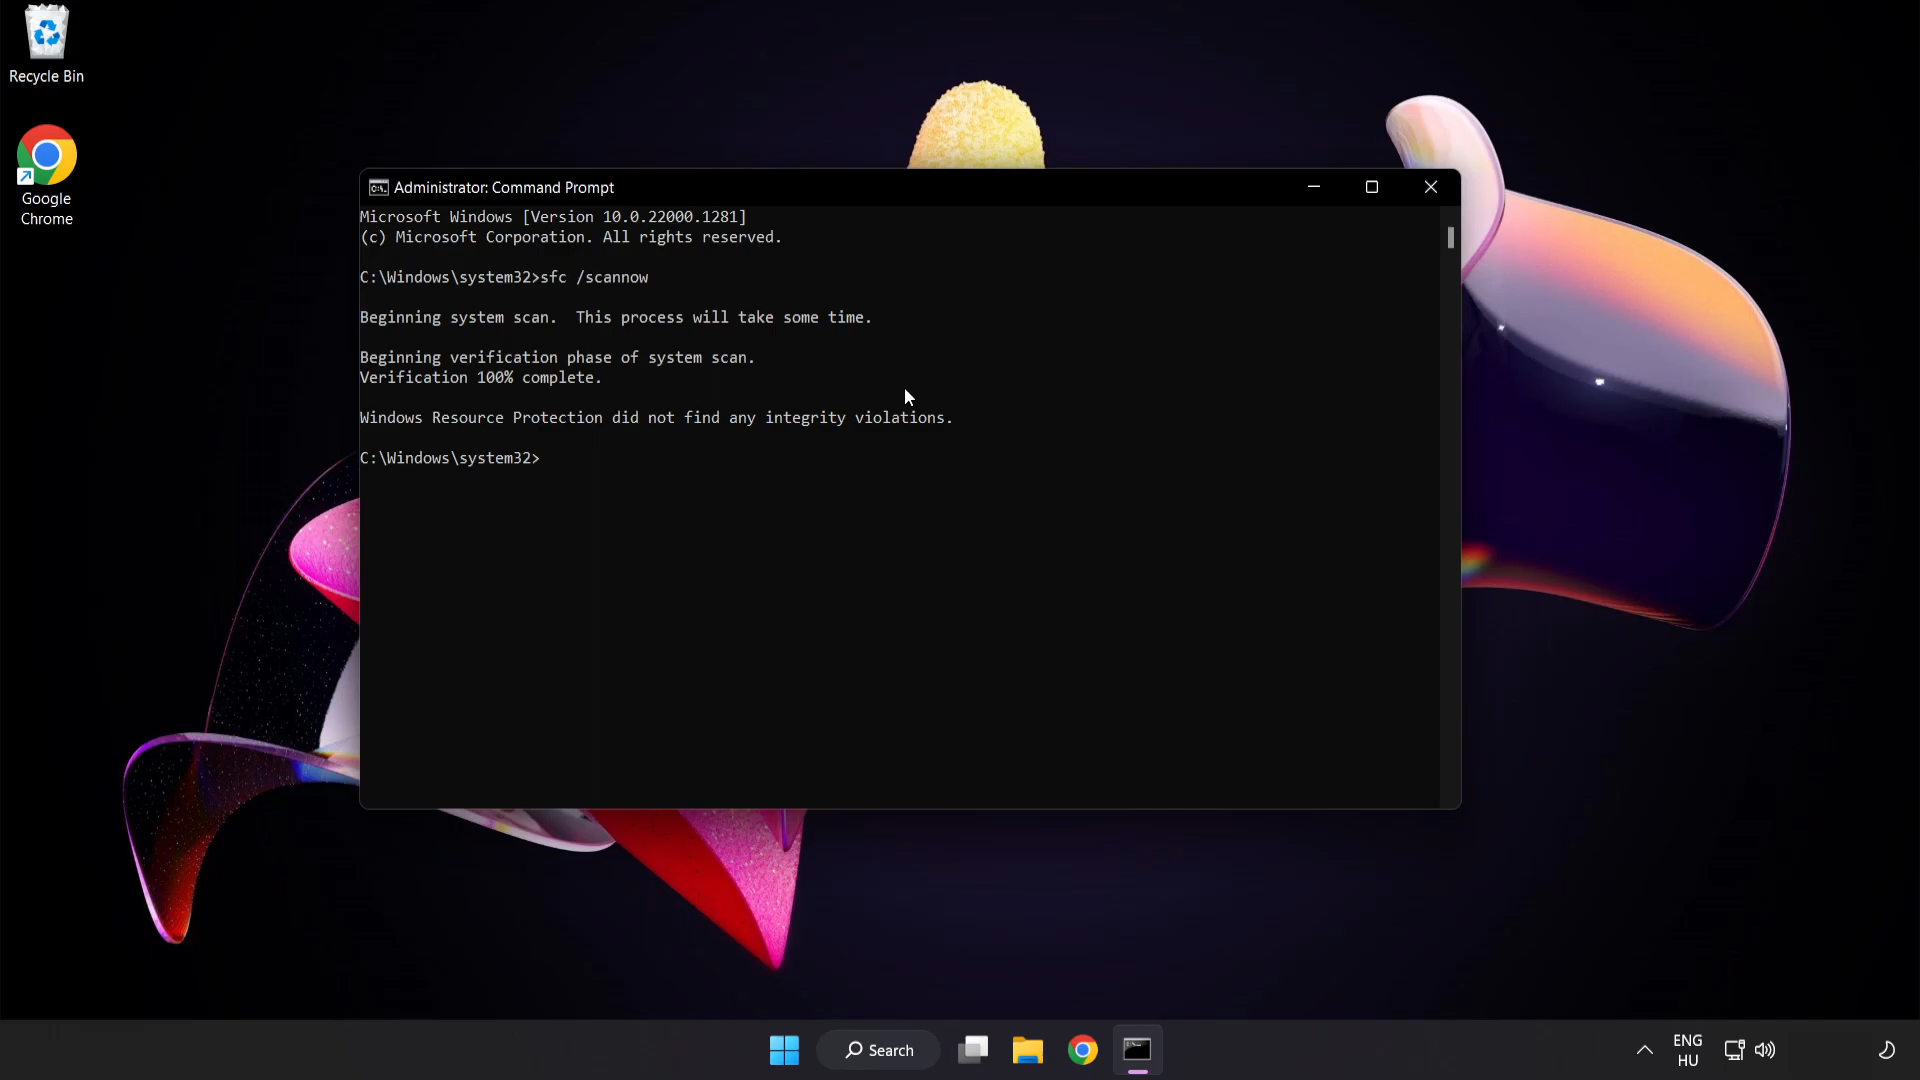 Recycle Bin
Google
Chrome
Administrator: Command Prompt
Microsoft Windows [Version 10.0.22000.1281]
(c) Microsoft Corporation. All rights reserved.
C:\Windows\system32>sfc /scannow
Beginning system scan.  This process will take some time.
Beginning verification phase of system scan.
Verification 100% complete.
Windows Resource Protection did not find any integrity violations.
C:\Windows\system32>
Search
ENG
HU